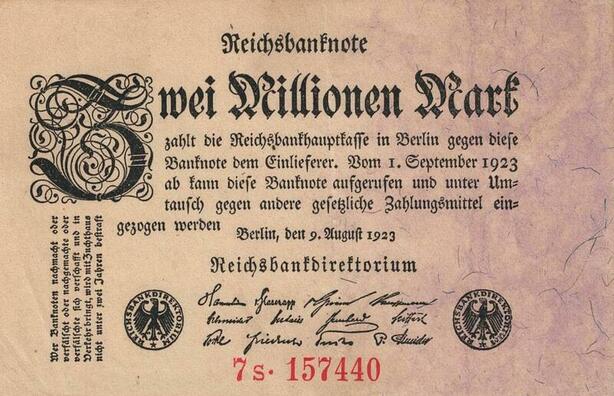 Reichsbanknote
Zwei Millionen Mark
zahlt die Reichsbankhauptkasse in Berlin gegen diese
Banknote dem Einlieferer. Vom 1. September 1923
ab kann diese Banknote aufgerufen und unter Um-
tausch gegen andere gesetzliche Zahlungsmittel ein-
gezogen werden
Berlin, den 9. August 1923
Reichsbankdirektorium
Wer Banknoten nachmacht oder
verfälscht oder nachgemachte oder
verfälschte sich verschafft und in
Verkehr bringt, wird mit Zuchthaus
nicht unter zwei Jahren bestraft
REICHSBANKDIREKTORIUM
REICHSBANKDIREKTORIUM
7S· 157440